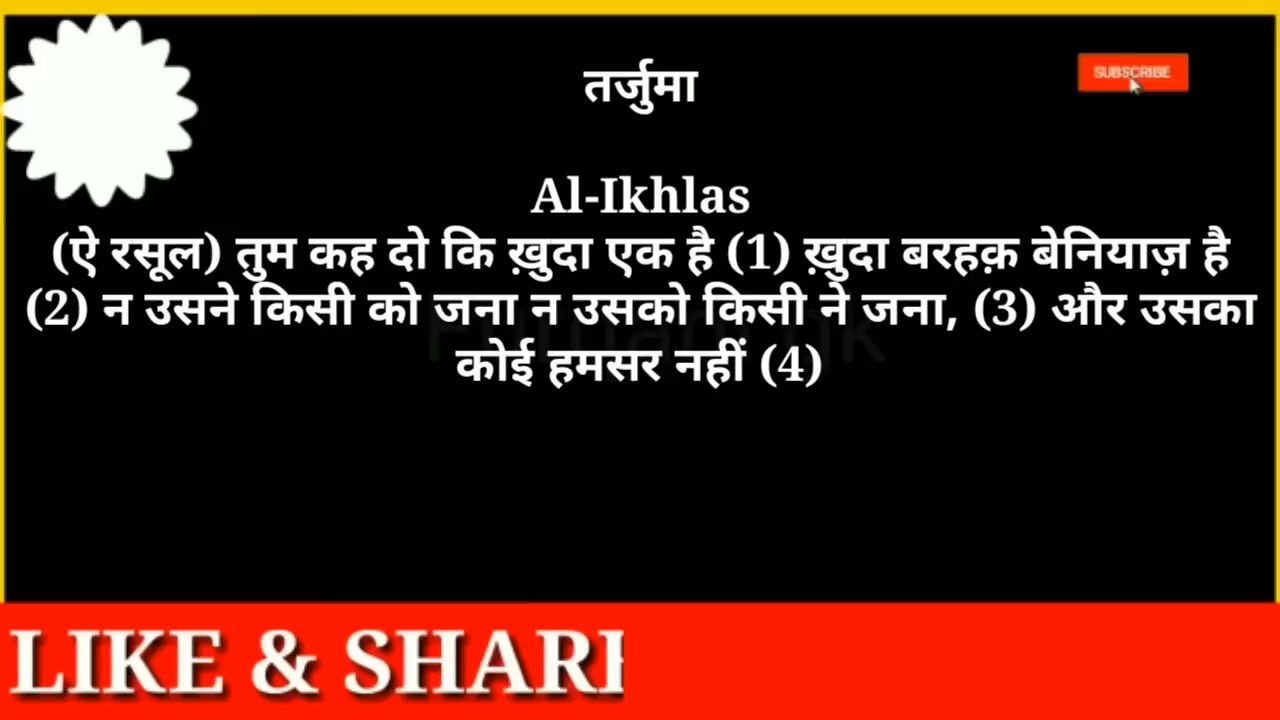 तर्जुमा
SUBSCRIBE
Al-Ikhlas
(ऐ रसूल) तुम कह दो कि ख़ुदा एक है (1) ख़ुदा बरहक़ बेनियाज़ है
(2) न उसने किसी को जना न उसको किसी ने जना, (3) और उसका
कोई हमसर नहीं (4)
LIKE & SHAR